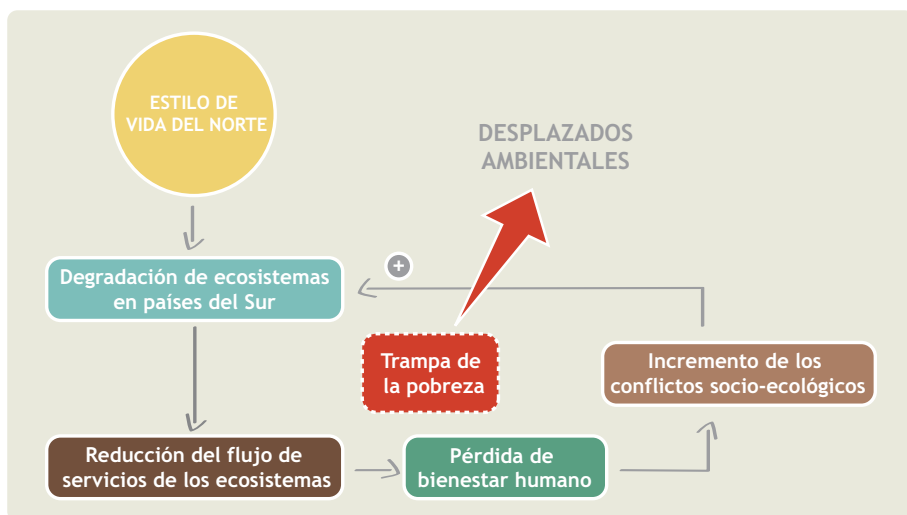 ESTILO DE
VIDA DEL NORTE
DESPLAZADOS
AMBIENTALES
+
Degradación de ecosistemas
en países del Sur
Trampa de
la pobreza
Incremento de los
conflictos socio-ecológicos
Reducción del flujo de
servicios de los ecosistemas
Pérdida de
bienestar humano